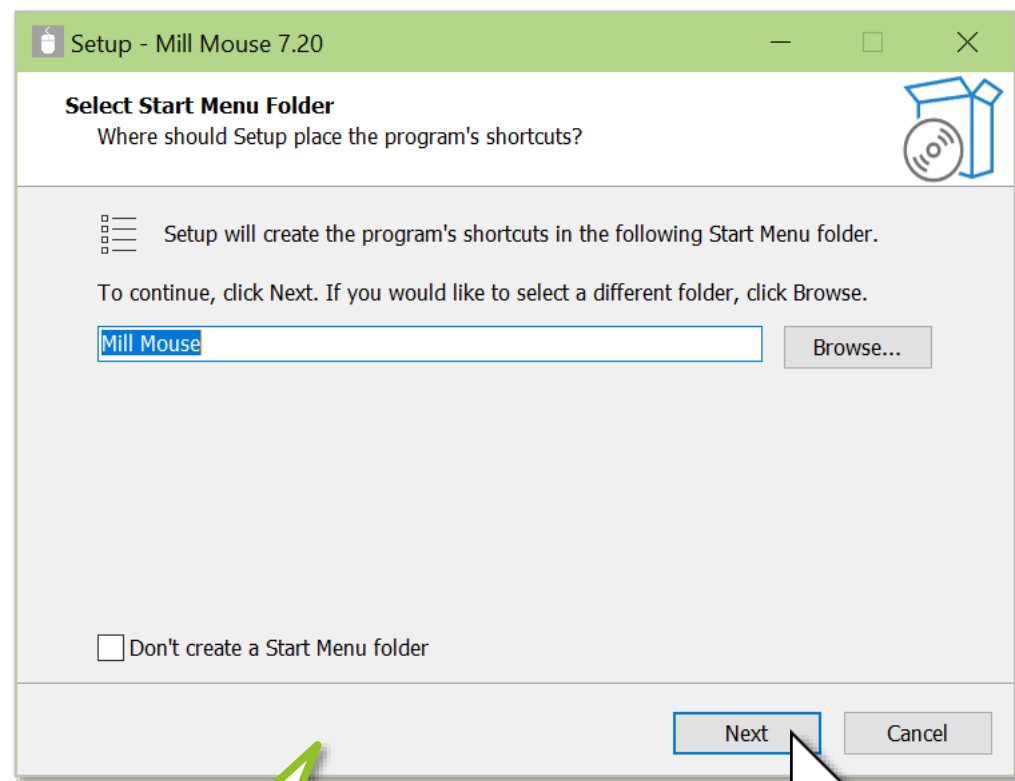 Setup - Mill Mouse 7.20
Select Start Menu Folder
Where should Setup place the program's shortcuts?
Setup will create the program's shortcuts in the following Start Menu folder.
To continue, click Next. If you would like to select a different folder, click Browse.
Mill Mouse
Browse...
Don't create a Start Menu folder
Next
Cancel